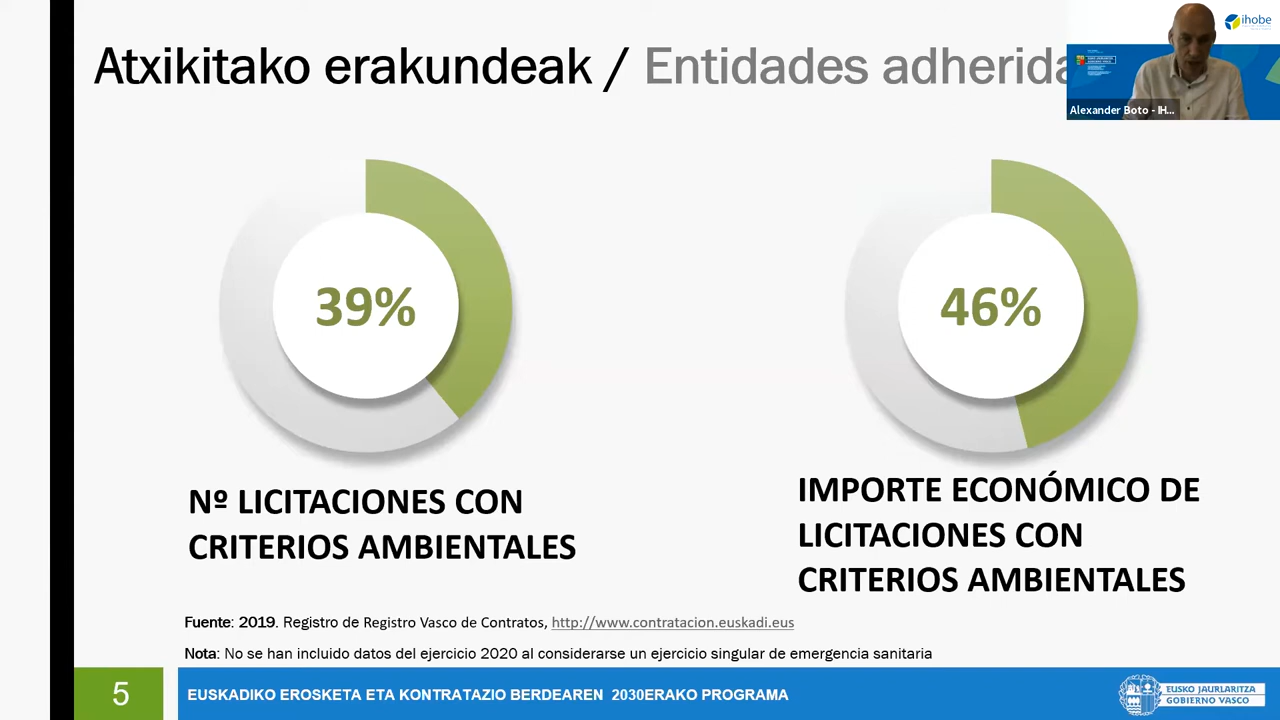 Atxikitako erakundeak / Entidades adherida
ihobe
Alexander Boto - IH...
39%
46%
Nº LICITACIONES CON
CRITERIOS AMBIENTALES
IMPORTE ECONÓMICO DE
LICITACIONES CON
CRITERIOS AMBIENTALES
Fuente: 2019. Registro de Registro Vasco de Contratos, http://www.contratacion.euskadi.eus
Nota: No se han incluido datos del ejercicio 2020 al considerarse un ejercicio singular de emergencia sanitaria
5
EUSKADIKO EROSKETA ETA KONTRATAZIO BERDEAREN 2030ERAKO PROGRAMA
EUSKO JAURLARITZA
GOBIERNO VASCO